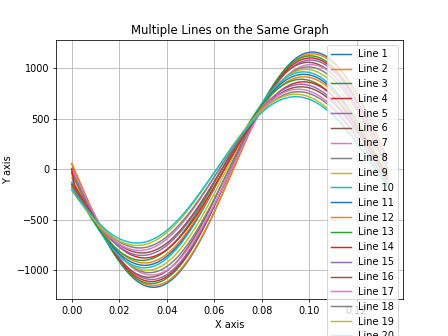 Multiple Lines on the Same Graph
Y axis
1000
500
0
−500
−1000
0.00
0.02
0.04
0.06
0.08
0.10
X axis
Line 1
Line 2
Line 3
Line 4
Line 5
Line 6
Line 7
Line 8
Line 9
Line 10
Line 11
Line 12
Line 13
Line 14
Line 15
Line 16
Line 17
Line 18
Line 19
Line 20